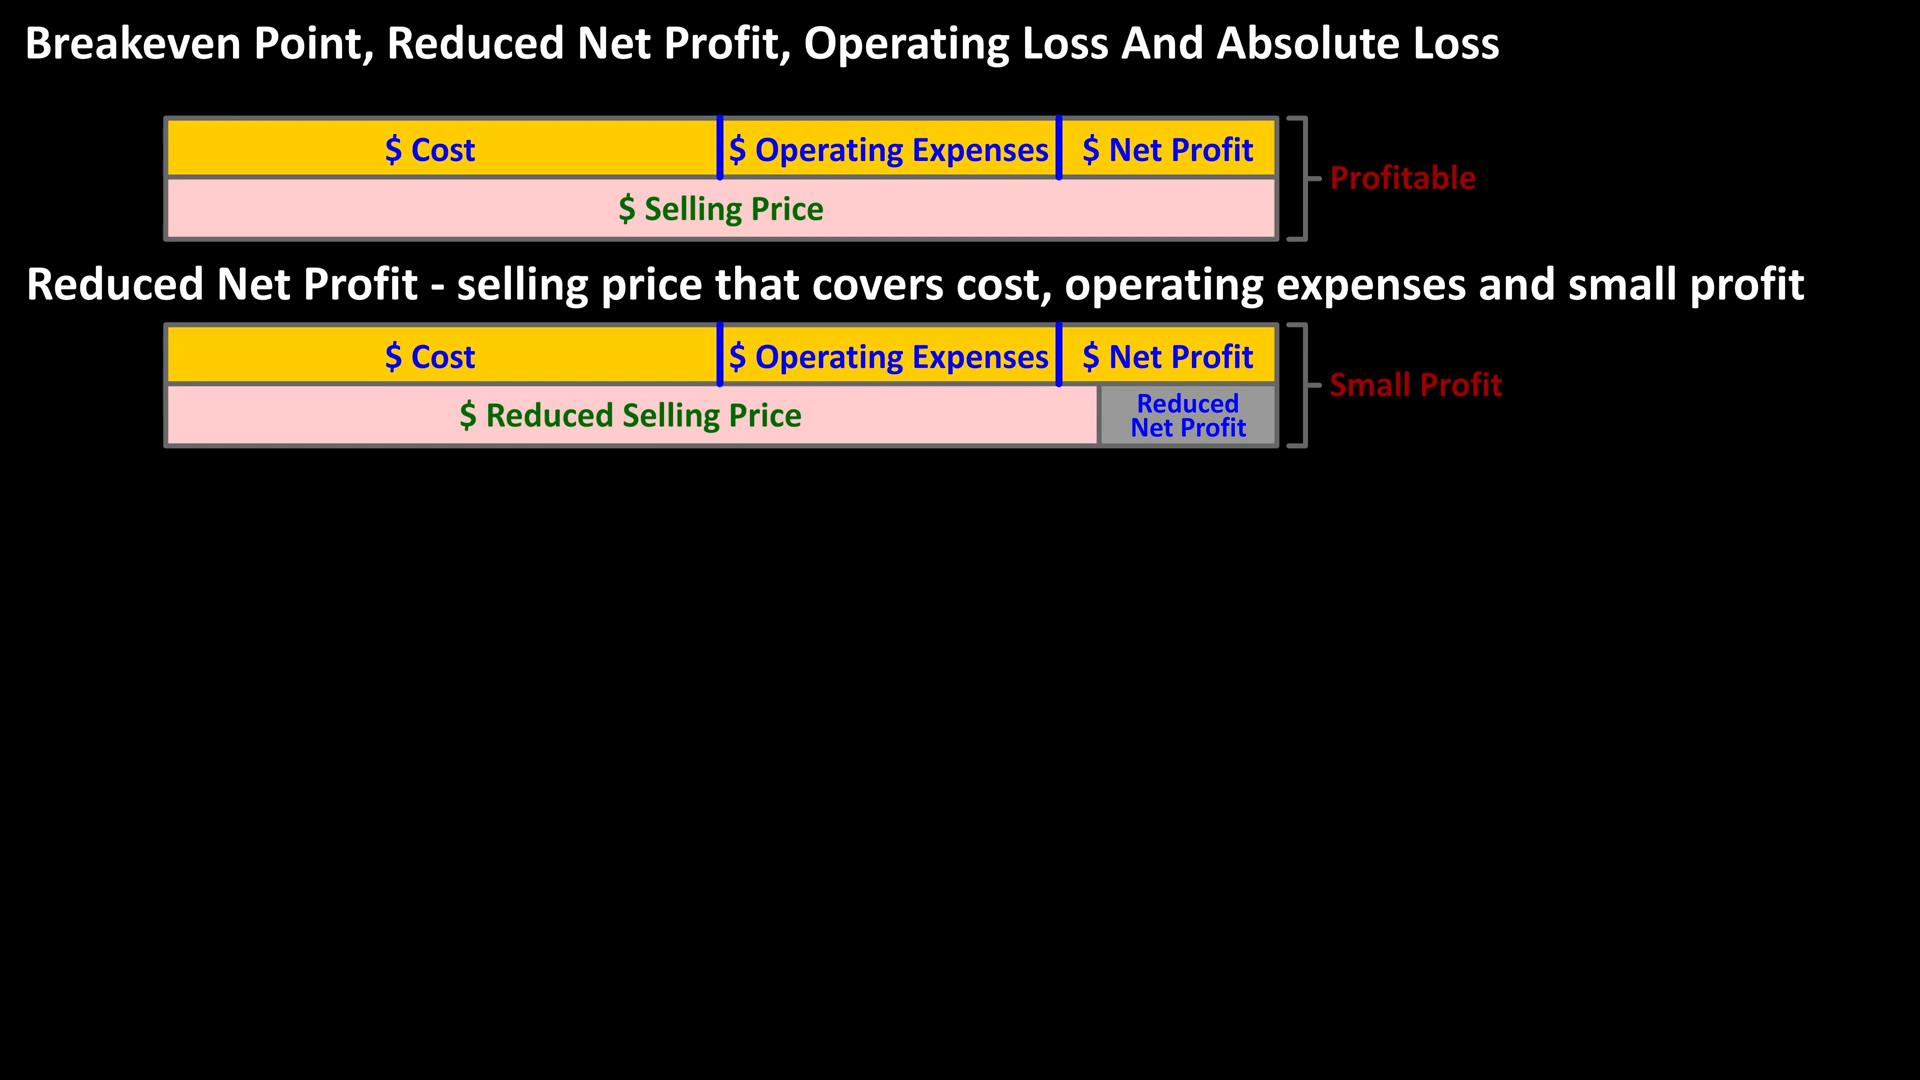 Breakeven Point, Reduced Net Profit, Operating Loss And Absolute Loss
$ Cost
$ Operating Expenses
$ Net Profit
$ Selling Price
Profitable
Reduced Net Profit - selling price that covers cost, operating expenses and small profit
$ Cost
$ Operating Expenses
$ Net Profit
$ Reduced Selling Price
Reduced
Net Profit
Small Profit